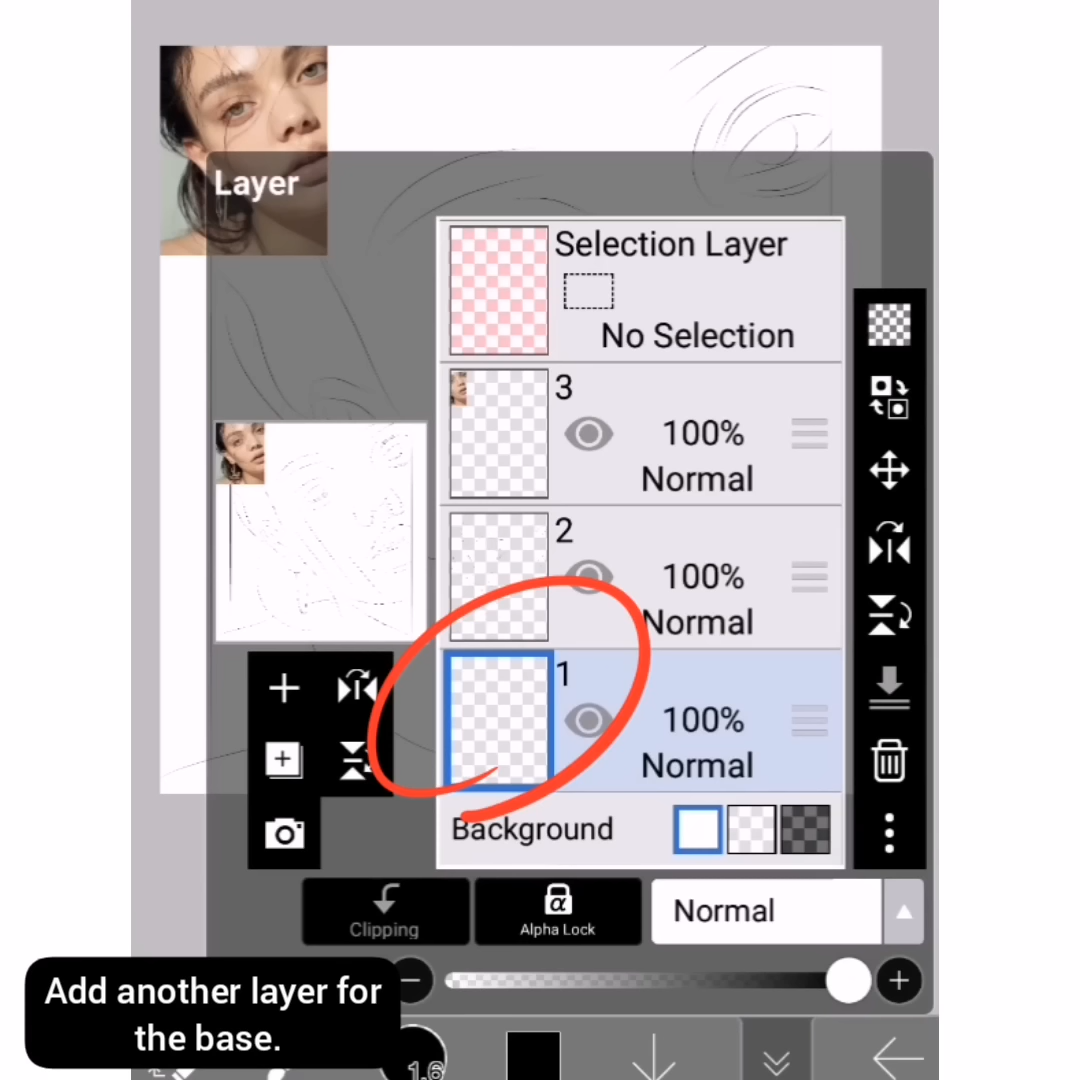 Layer
Selection Layer
No Selection
3
100%
Normal
2
100%
Normal
1
100%
Normal
Background
Clipping
α
Alpha Lock
Normal
Add another layer for
the base.
1.6